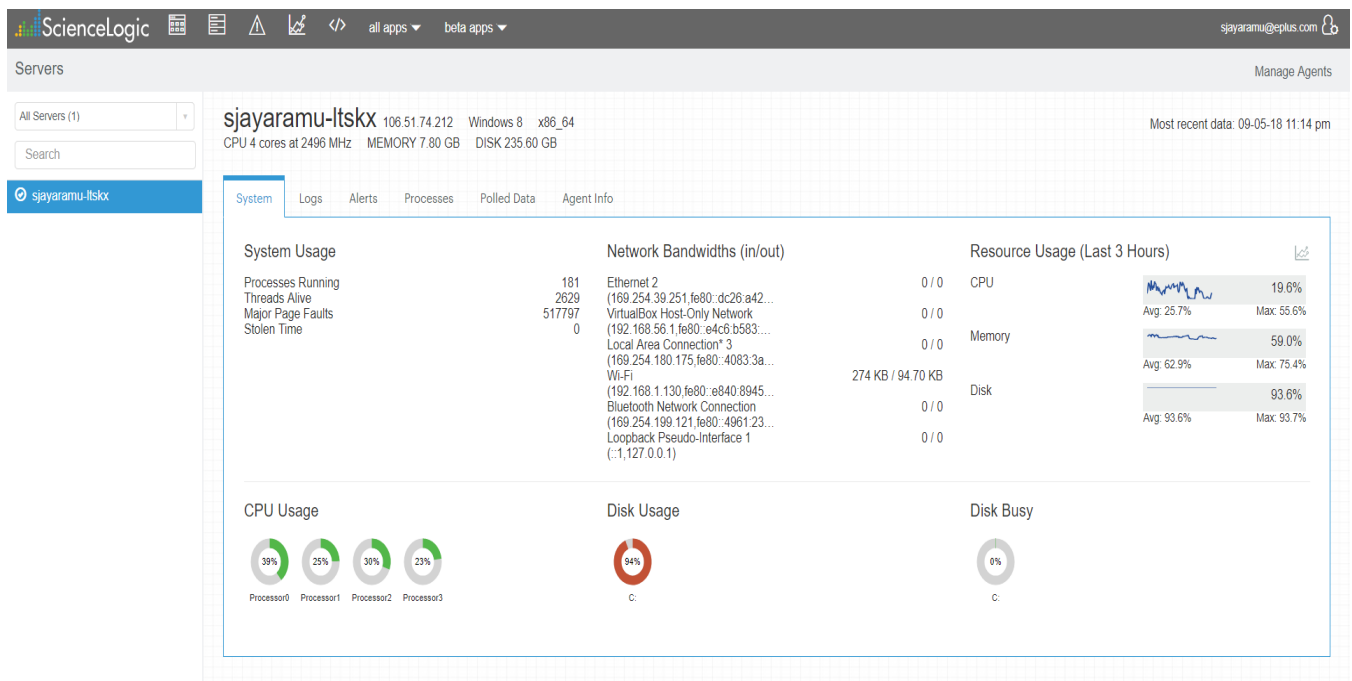 ScienceLogic
all apps
beta apps
sjayaramu@eplus.com
Servers
Manage Agents
All Servers (1)
Search
sjayaramu-ltskx
sjayaramu-ltskx 106.51.74.212 Windows 8 x86_64
CPU 4 cores at 2496 MHz MEMORY 7.80 GB DISK 235.60 GB
Most recent data: 09-05-18 11:14 pm
System Logs Alerts Processes Polled Data Agent Info
System Usage
Processes Running 181
Threads Alive 2629
Major Page Faults 517797
Stolen Time 0
Network Bandwidths (in/out)
Ethernet 2 0 / 0
(169.254.39.251,fe80::dc26:a42...
VirtualBox Host-Only Network 0 / 0
(192.168.56.1,fe80::e4c6:b583:...
Local Area Connection* 3 0 / 0
(169.254.180.175,fe80::4083:3a...
Wi-Fi 274 KB / 94.70 KB
(192.168.1.130,fe80::e840:8945...
Bluetooth Network Connection 0 / 0
(169.254.199.121,fe80::4961:23...
Loopback Pseudo-Interface 1 0 / 0
(::1,127.0.0.1)
Resource Usage (Last 3 Hours)
CPU 19.6%
Avg: 25.7% Max: 55.6%
Memory 59.0%
Avg: 62.9% Max: 75.4%
Disk 93.6%
Avg: 93.6% Max: 93.7%
CPU Usage
39% 25% 30% 23%
Processor0 Processor1 Processor2 Processor3
Disk Usage
94%
C:
Disk Busy
0%
C: